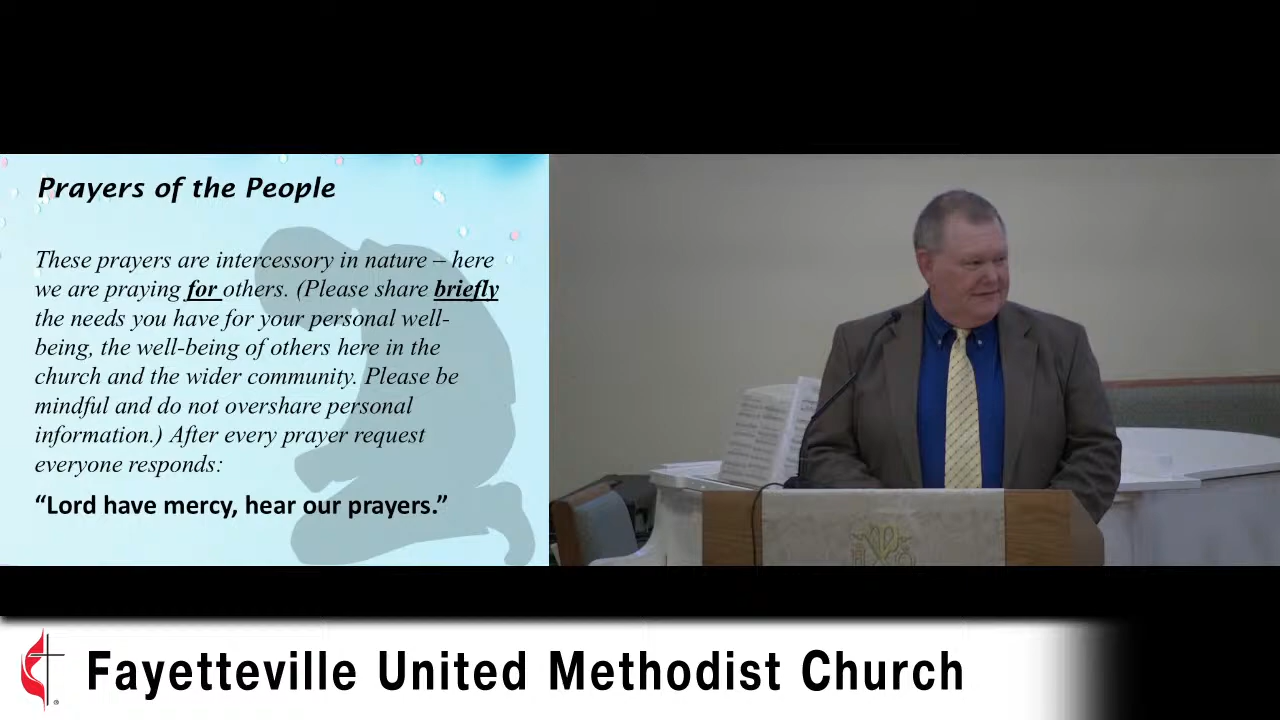 Prayers of the People
These prayers are intercessory in nature – here
we are praying for others. (Please share briefly
the needs you have for your personal well-
being, the well-being of others here in the
church and the wider community. Please be
mindful and do not overshare personal
information.) After every prayer request
everyone responds:
“Lord have mercy, hear our prayers.”
Fayetteville United Methodist Church